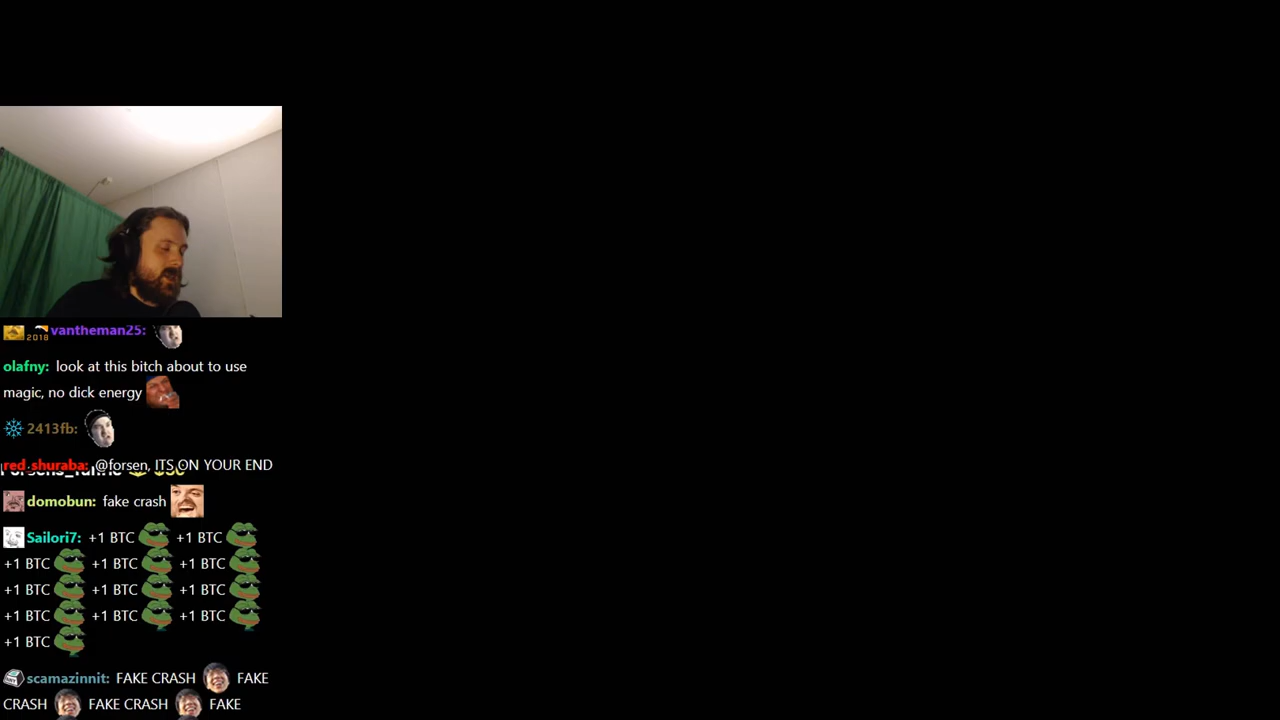 2018 vantheman25:
olafny: look at this bitch about to use
magic, no dick energy
2413fb:
red_shuraba: @forsen, ITS ON YOUR END
domobun: fake crash
Sailori7: +1 BTC +1 BTC
+1 BTC +1 BTC +1 BTC
+1 BTC +1 BTC +1 BTC
+1 BTC +1 BTC +1 BTC
+1 BTC
scamazinnit: FAKE CRASH FAKE
CRASH FAKE CRASH FAKE